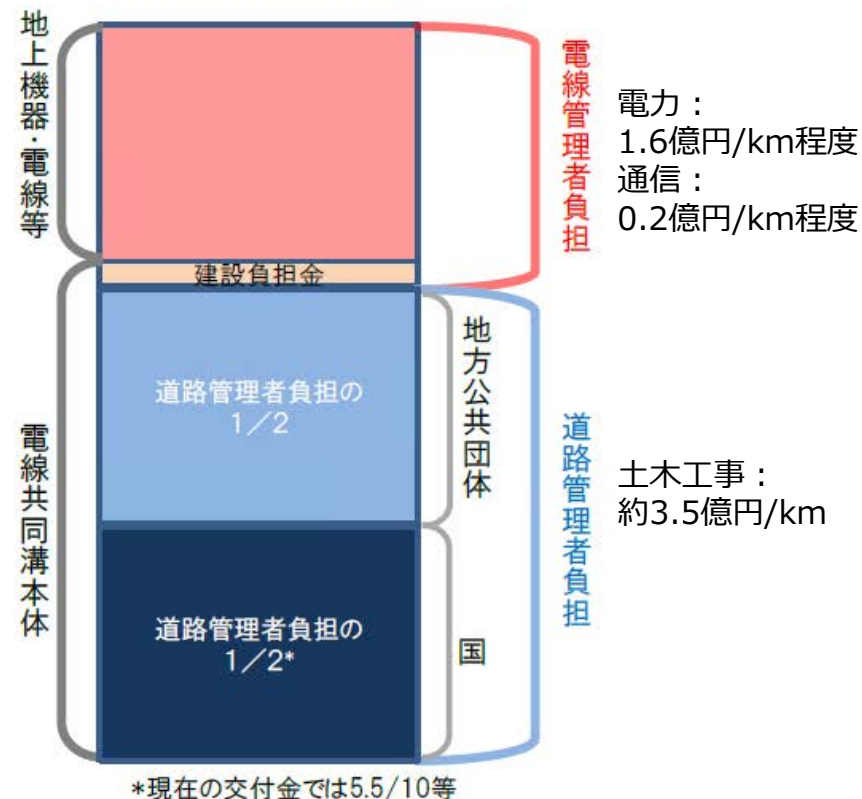 地上機器・電線等
電線管理者負担
電力：
1.6億円/km程度
通信：
0.2億円/km程度
建設負担金
電線共同溝本体
道路管理者負担の
1／2
地方公共団体
道路管理者負担
土木工事：
約3.5億円/km
道路管理者負担の
1／2*
国
*現在の交付金では5.5/10等